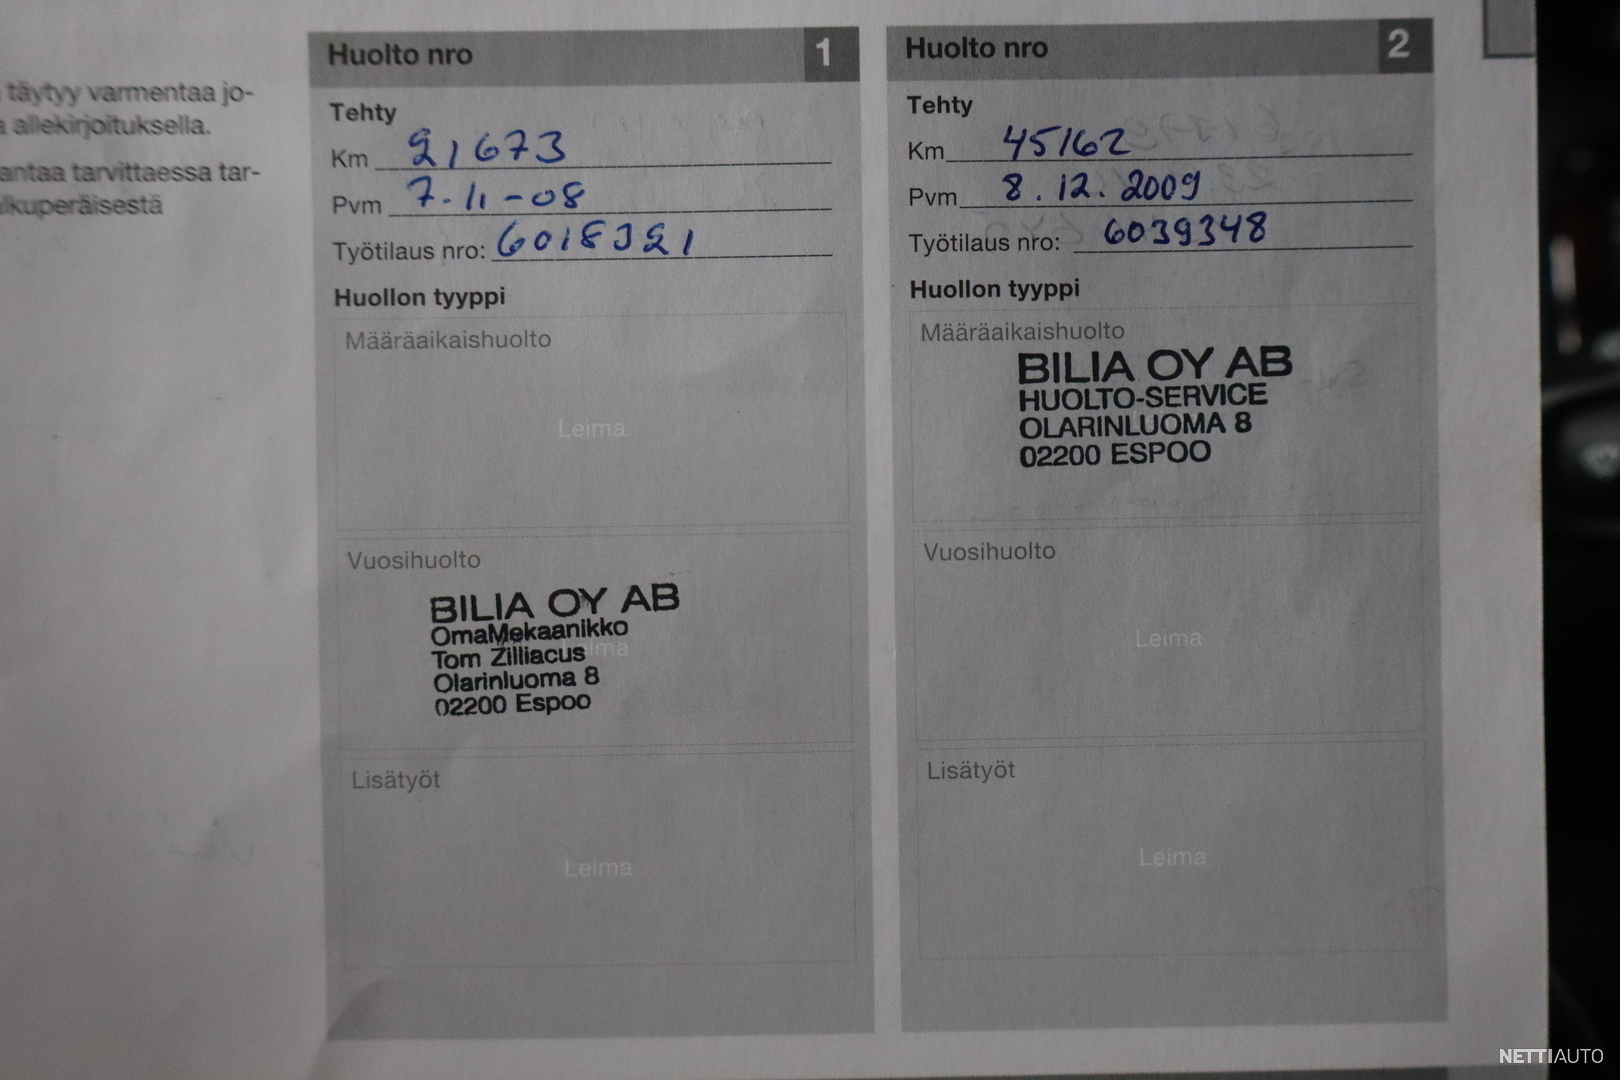 täytyy varmentaa jo-
allekirjoituksella.
antaa tarvittaessa tar-
lkuperäisestä
Huolto nro 1
Tehty
Km 21673
Pvm 7.11-08
Työtilaus nro: 6018321
Huollon tyyppi
Määräaikaishuolto
Leima
Vuosihuolto
BILIA OY AB
OmaMekaanikko
Tom Zilliacus
Olarinluoma 8
02200 Espoo
Lisätyöt
Leima
Huolto nro 2
Tehty
Km 45162
Pvm 8.12.2009
Työtilaus nro: 6039348
Huollon tyyppi
Määräaikaishuolto
BILIA OY AB
HUOLTO-SERVICE
OLARINLUOMA 8
02200 ESPOO
Vuosihuolto
Leima
Lisätyöt
Leima
NETTIAUTO